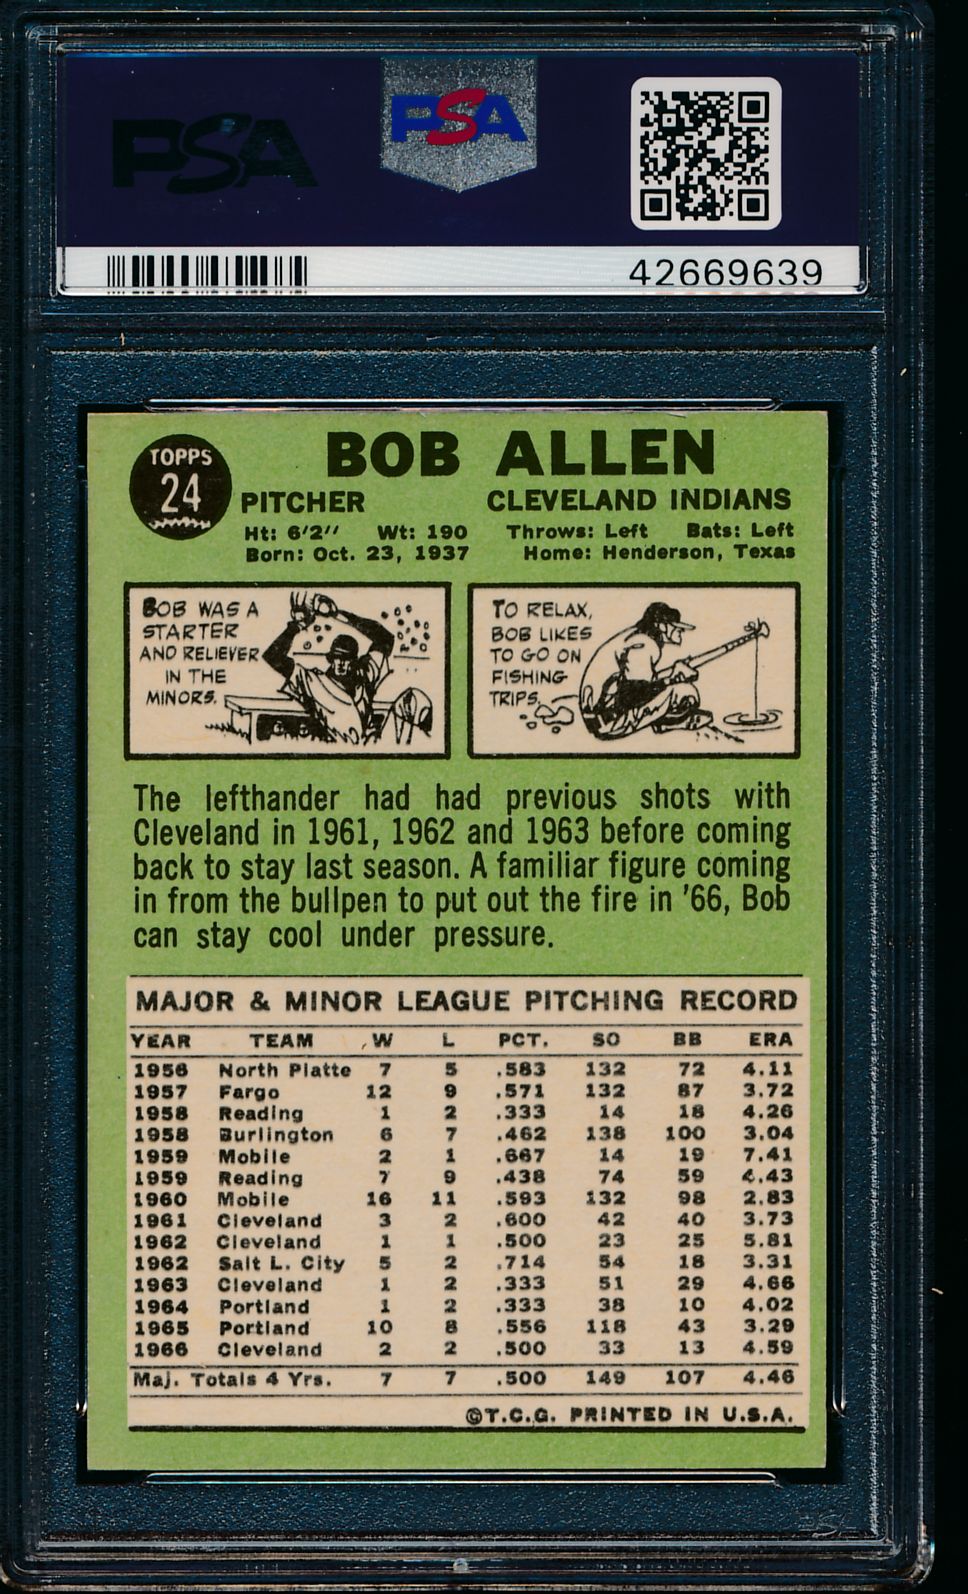 PSA PSA
42669639
TOPPS
24
BOB ALLEN
PITCHER CLEVELAND INDIANS
Ht: 6'2" Wt: 190 Throws: Left Bats: Left
Born: Oct. 23, 1937 Home: Henderson, Texas
BOB WAS A
STARTER
AND RELIEVER
IN THE
MINORS.
TO RELAX,
BOB LIKES
TO GO ON
FISHING
TRIPS.
The lefthander had had previous shots with
Cleveland in 1961, 1962 and 1963 before coming
back to stay last season. A familiar figure coming
in from the bullpen to put out the fire in '66, Bob
can stay cool under pressure.
MAJOR & MINOR LEAGUE PITCHING RECORD
YEAR TEAM W L PCT. SO BB ERA
1956 North Platte 7 5 .583 132 72 4.11
1957 Fargo 12 9 .571 132 87 3.72
1958 Reading 1 2 .333 14 18 4.26
1958 Burlington 6 7 .462 138 100 3.04
1959 Mobile 2 1 .667 14 19 7.41
1959 Reading 7 9 .438 74 59 4.43
1960 Mobile 16 11 .593 132 98 2.83
1961 Cleveland 3 2 .600 42 40 3.73
1962 Cleveland 1 1 .500 23 25 5.81
1962 Salt L. City 5 2 .714 54 18 3.31
1963 Cleveland 1 2 .333 51 29 4.66
1964 Portland 1 2 .333 38 10 4.02
1965 Portland 10 8 .556 118 43 3.29
1966 Cleveland 2 2 .500 33 13 4.59
Maj. Totals 4 Yrs. 7 7 .500 149 107 4.46
©T.C.G. PRINTED IN U.S.A.